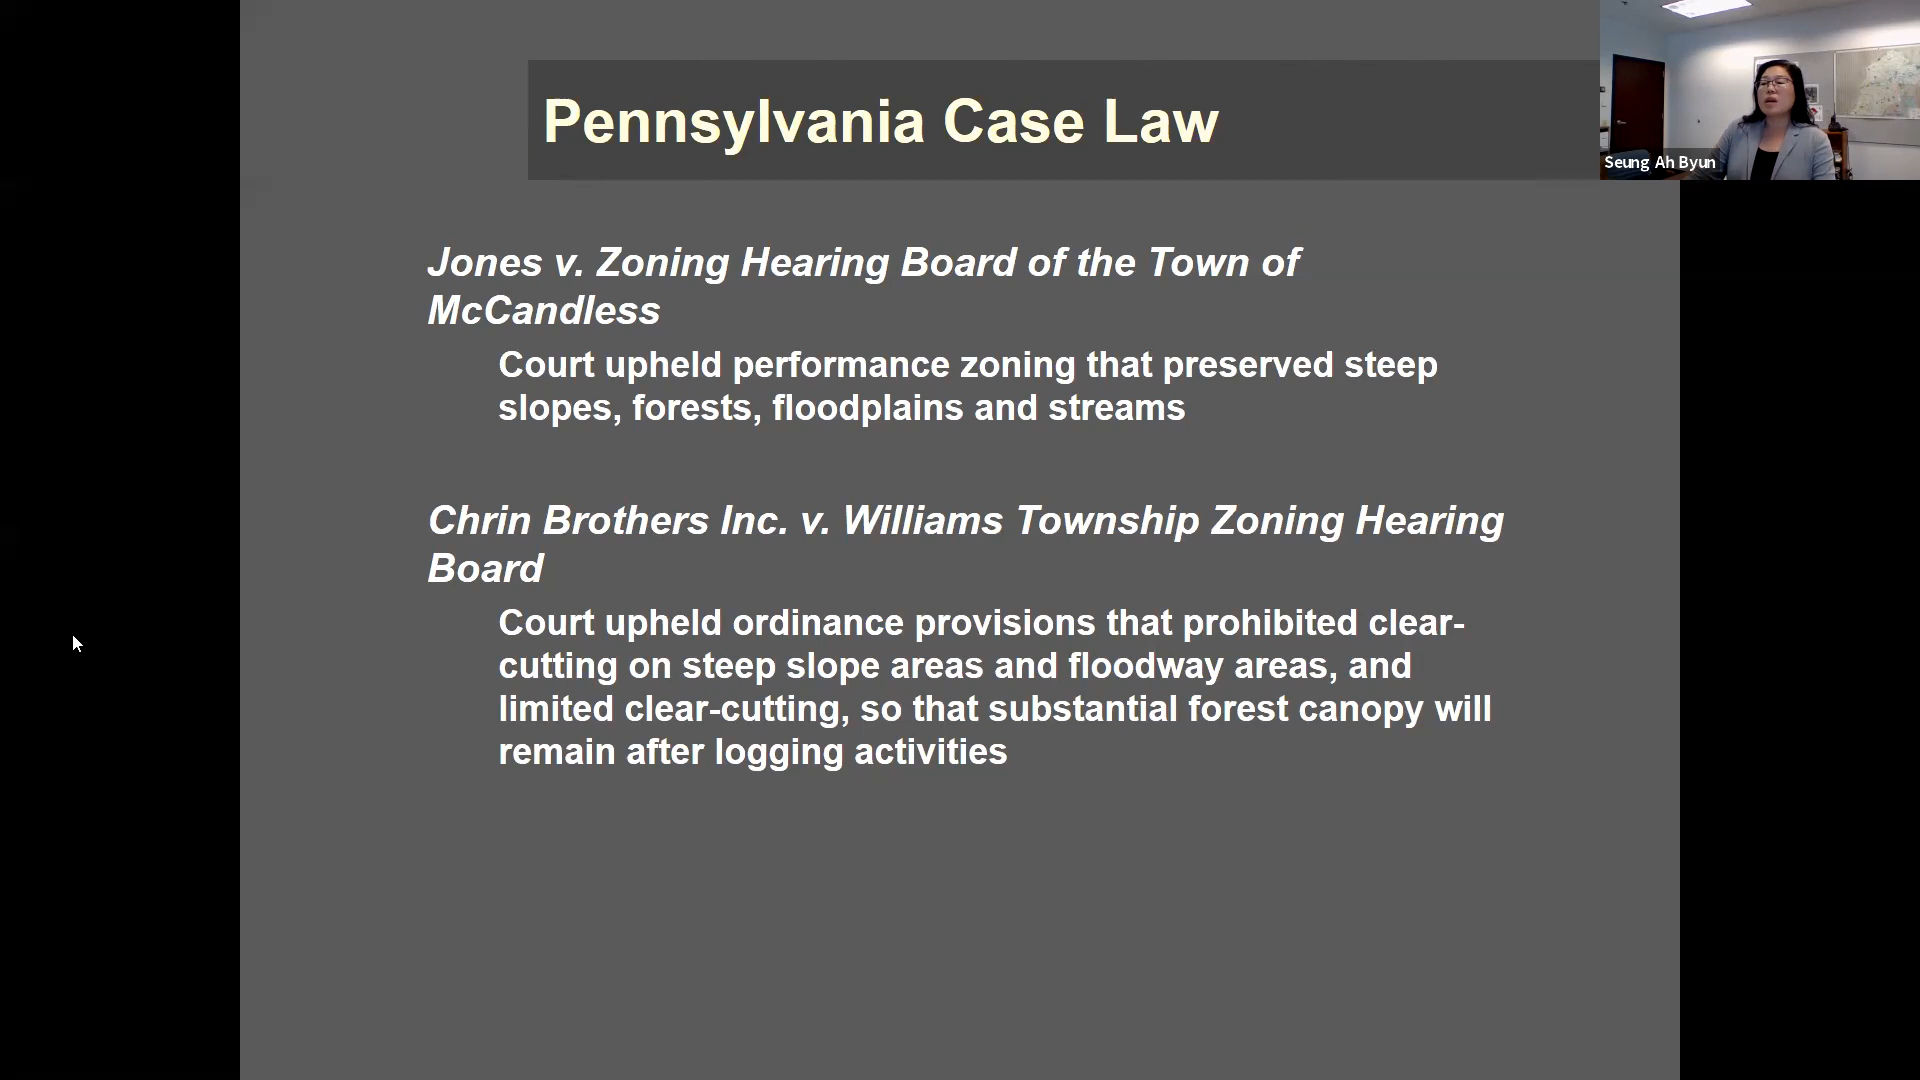 Pennsylvania Case Law
Seung Ah Byun
Jones v. Zoning Hearing Board of the Town of
McCandless
Court upheld performance zoning that preserved steep
slopes, forests, floodplains and streams
Chrin Brothers Inc. v. Williams Township Zoning Hearing
Board
Court upheld ordinance provisions that prohibited clear-
cutting on steep slope areas and floodway areas, and
limited clear-cutting, so that substantial forest canopy will
remain after logging activities